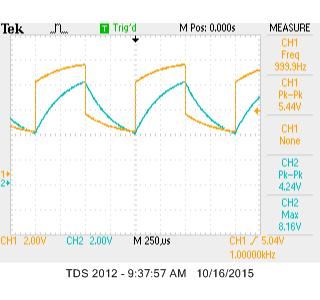 Tek Trig'd M Pos: 0.000s MEASURE
CH1
Freq
999.9Hz
CH1
Pk-Pk
5.44V
CH1
None
CH2
Pk-Pk
4.24V
CH2
Max
8.16V
1
2
CH1 2.00V CH2 2.00V M 250µs CH1 / 5.04V
1.00000kHz
TDS 2012 - 9:37:57 AM 10/16/2015